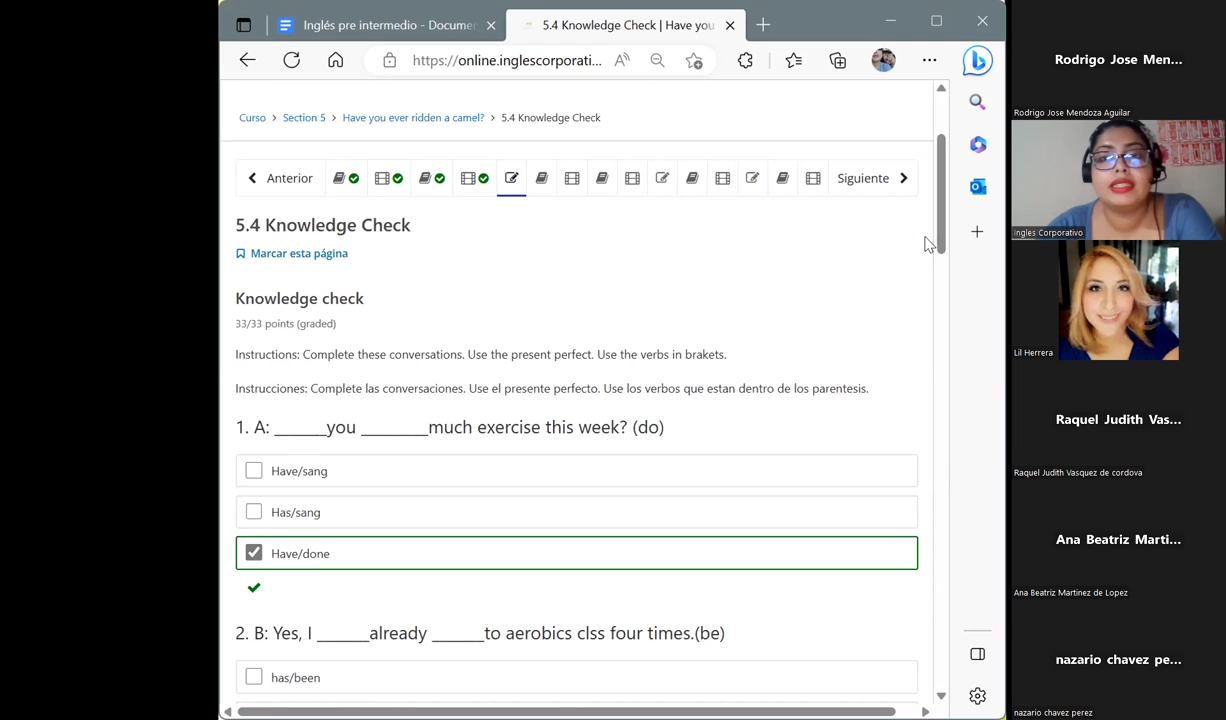 Inglés pre intermedio - Documen
5.4 Knowledge Check | Have you
https://online.inglescorporati...
Curso > Section 5 > Have you ever ridden a camel? > 5.4 Knowledge Check
Anterior
Siguiente
5.4 Knowledge Check
Marcar esta página
Knowledge check
33/33 points (graded)
Instructions: Complete these conversations. Use the present perfect. Use the verbs in brakets.
Instrucciones: Complete las conversaciones. Use el presente perfecto. Use los verbos que estan dentro de los parentesis.
1. A: ______you ________much exercise this week? (do)
Have/sang
Has/sang
Have/done
2. B: Yes, I ______already ______to aerobics clss four times.(be)
has/been
Rodrigo Jose Men...
Rodrigo Jose Mendoza Aguilar
Ingles Corporativo
Lil Herrera
Raquel Judith Vas...
Raquel Judith Vasquez de cordova
Ana Beatriz Marti...
Ana Beatriz Martinez de Lopez
nazario chavez pe...
nazario chavez perez